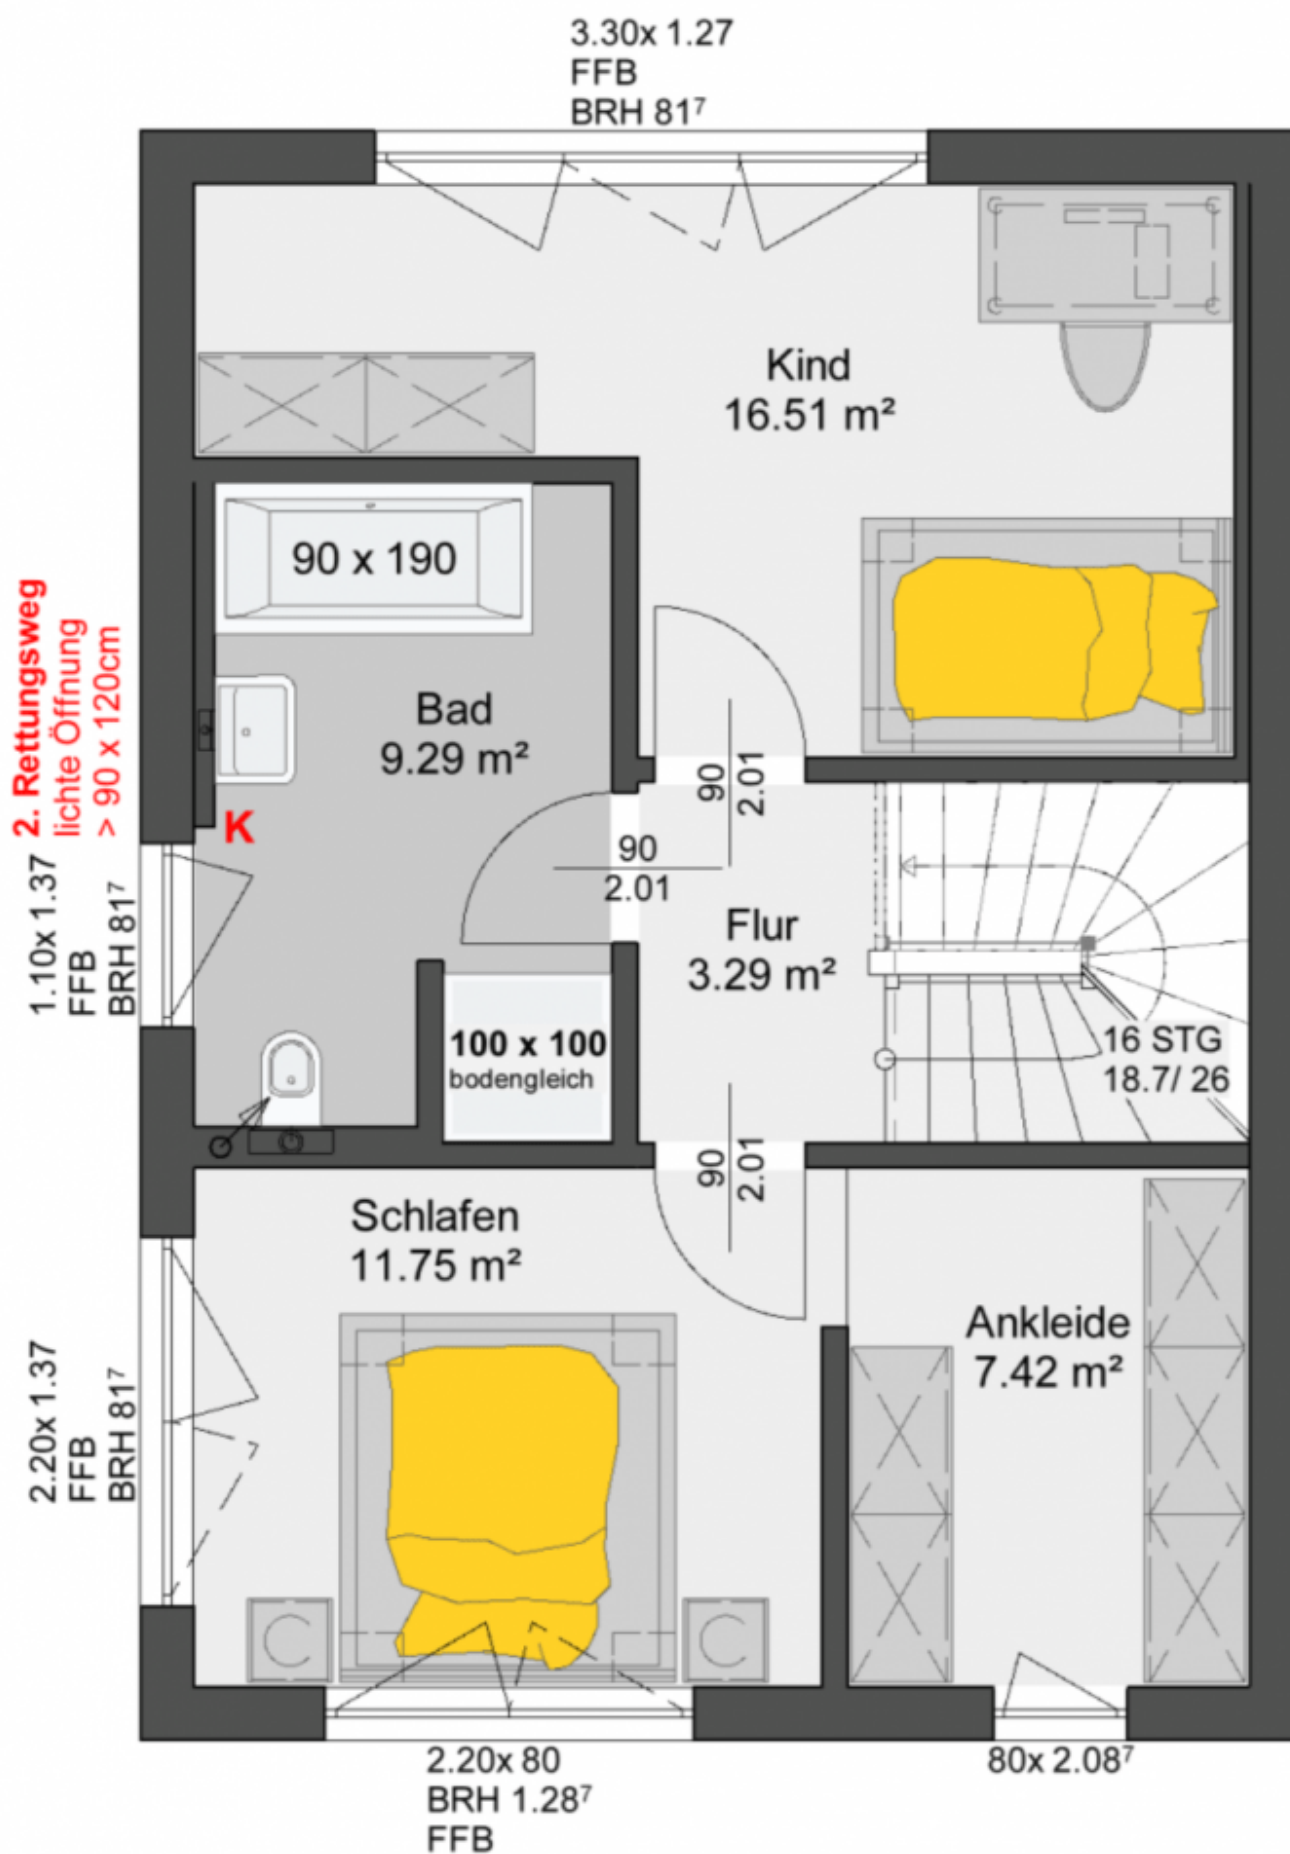 3.30x 1.27
FFB
BRH 81⁷
Kind
16.51 m²
90 x 190
2. Rettungsweg
lichte Öffnung
> 90 x 120cm
Bad
9.29 m²
K
90
2.01
90
2.01
1.10x 1.37
FFB
BRH 81⁷
Flur
3.29 m²
100 x 100
bodengleich
16 STG
18.7/ 26
90
2.01
Schlafen
11.75 m²
Ankleide
7.42 m²
2.20x 1.37
FFB
BRH 81⁷
2.20x 80
BRH 1.28⁷
FFB
80x 2.08⁷